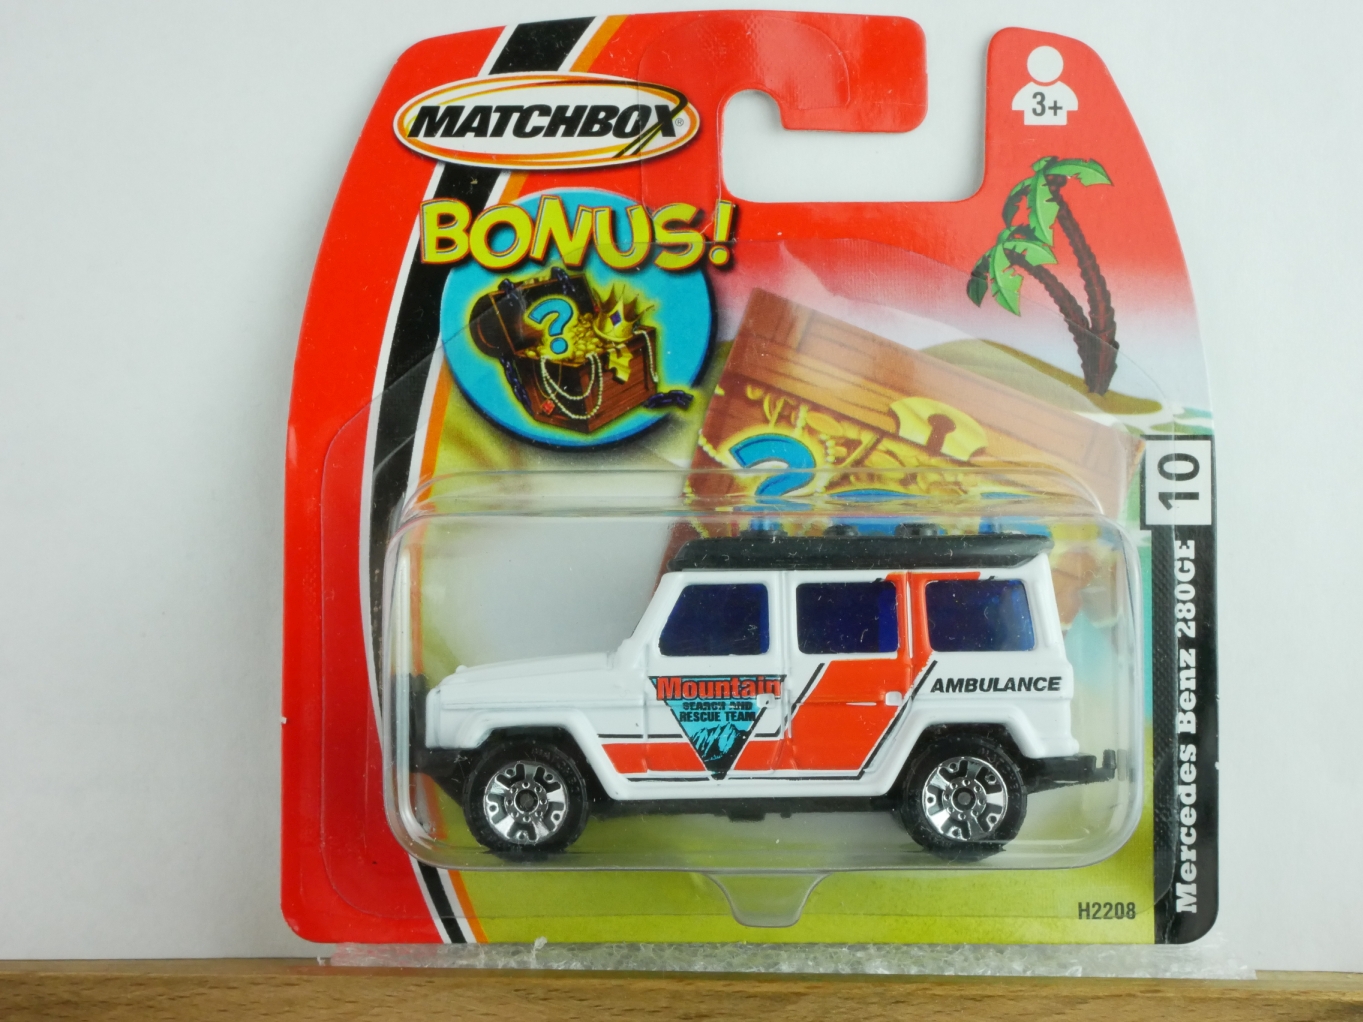 MATCHBOX®
3+
BONUS!
?
?
10
Mercedes Benz 280GE
Mountain
SEARCH AND
RESCUE TEAM
AMBULANCE
H2208